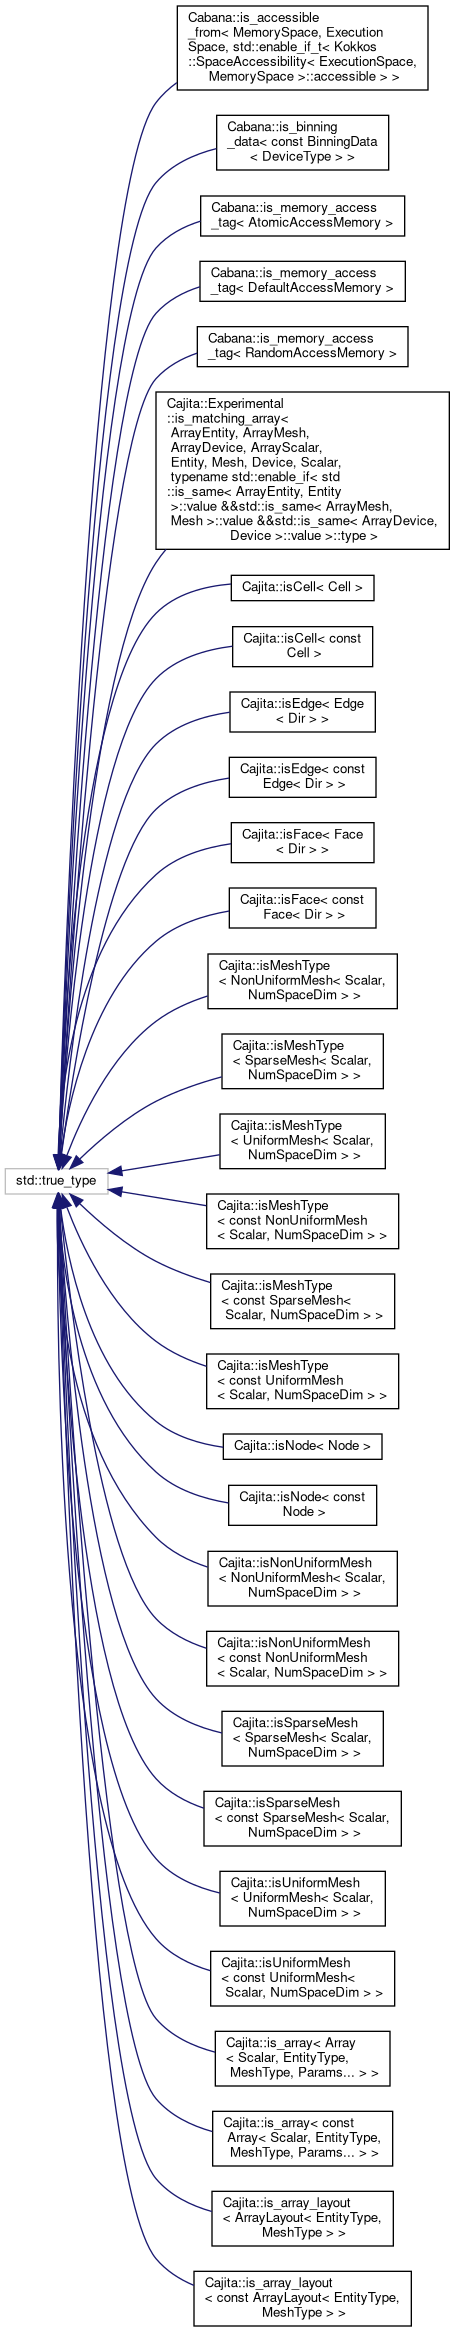 Cabana::is_accessible
_from< MemorySpace, Execution
Space, std::enable_if_t< Kokkos
::SpaceAccessibility< ExecutionSpace,
MemorySpace >::accessible > >
Cabana::is_binning
_data< const BinningData
< DeviceType > >
Cabana::is_memory_access
_tag< AtomicAccessMemory >
Cabana::is_memory_access
_tag< DefaultAccessMemory >
Cabana::is_memory_access
_tag< RandomAccessMemory >
Cajita::Experimental
::is_matching_array<
ArrayEntity, ArrayMesh,
ArrayDevice, ArrayScalar,
Entity, Mesh, Device, Scalar,
typename std::enable_if< std
::is_same< ArrayEntity, Entity
>::value &&std::is_same< ArrayMesh,
Mesh >::value &&std::is_same< ArrayDevice,
Device >::value >::type >
Cajita::isCell< Cell >
Cajita::isCell< const
Cell >
Cajita::isEdge< Edge
< Dir > >
Cajita::isEdge< const
Edge< Dir > >
Cajita::isFace< Face
< Dir > >
Cajita::isFace< const
Face< Dir > >
Cajita::isMeshType
< NonUniformMesh< Scalar,
NumSpaceDim > >
Cajita::isMeshType
< SparseMesh< Scalar,
NumSpaceDim > >
Cajita::isMeshType
< UniformMesh< Scalar,
NumSpaceDim > >
std::true_type
Cajita::isMeshType
< const NonUniformMesh
< Scalar, NumSpaceDim > >
Cajita::isMeshType
< const SparseMesh<
Scalar, NumSpaceDim > >
Cajita::isMeshType
< const UniformMesh
< Scalar, NumSpaceDim > >
Cajita::isNode< Node >
Cajita::isNode< const
Node >
Cajita::isNonUniformMesh
< NonUniformMesh< Scalar,
NumSpaceDim > >
Cajita::isNonUniformMesh
< const NonUniformMesh
< Scalar, NumSpaceDim > >
Cajita::isSparseMesh
< SparseMesh< Scalar,
NumSpaceDim > >
Cajita::isSparseMesh
< const SparseMesh< Scalar,
NumSpaceDim > >
Cajita::isUniformMesh
< UniformMesh< Scalar,
NumSpaceDim > >
Cajita::isUniformMesh
< const UniformMesh<
Scalar, NumSpaceDim > >
Cajita::is_array< Array
< Scalar, EntityType,
MeshType, Params... > >
Cajita::is_array< const
Array< Scalar, EntityType,
MeshType, Params... > >
Cajita::is_array_layout
< ArrayLayout< EntityType,
MeshType > >
Cajita::is_array_layout
< const ArrayLayout< EntityType,
MeshType > >